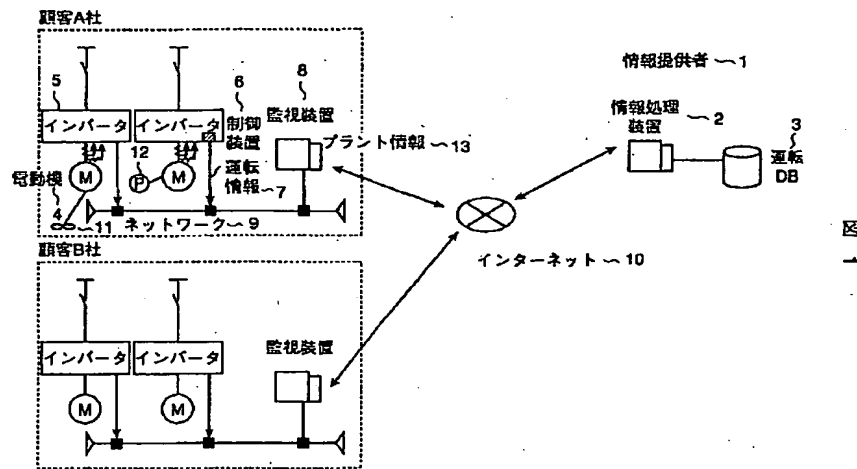 顧客A社
5
インバータ
インバータ
6
制御
装置
8
監視装置
プラント情報 〜13
12
P
M
M
運転
情報〜7
電動機
4
11
ネットワーク〜9
情報提供者 〜1
情報処理 〜2
装置
3
運転
DB
インターネット 〜10
図
一
顧客B社
インバータ
インバータ
監視装置
M
M